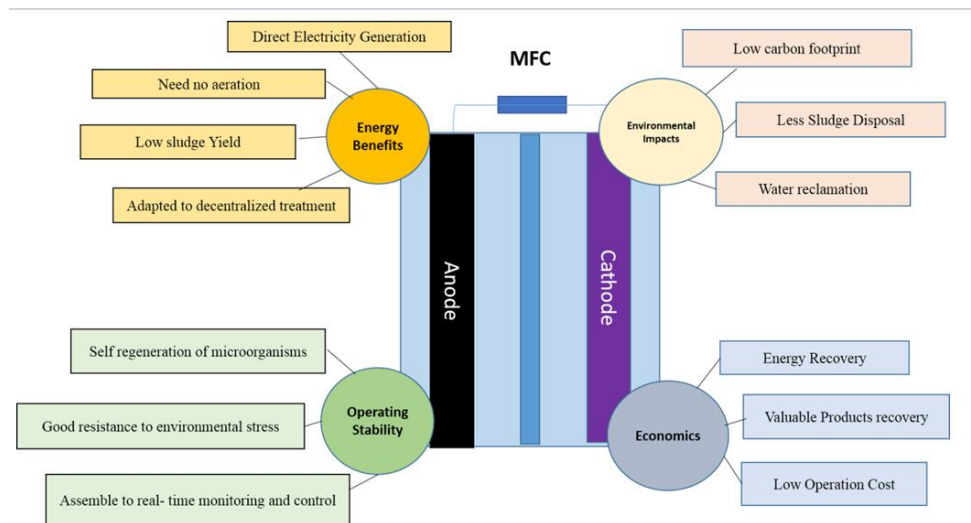 Direct Electricity Generation
Need no aeration
Low sludge Yield
Adapted to decentralized treatment
Energy
Benefits
MFC
Low carbon footprint
Less Sludge Disposal
Water reclamation
Environmental
Impacts
Anode
Cathode
Self regeneration of microorganisms
Good resistance to environmental stress
Assemble to real- time monitoring and control
Operating
Stability
Energy Recovery
Valuable Products recovery
Low Operation Cost
Economics